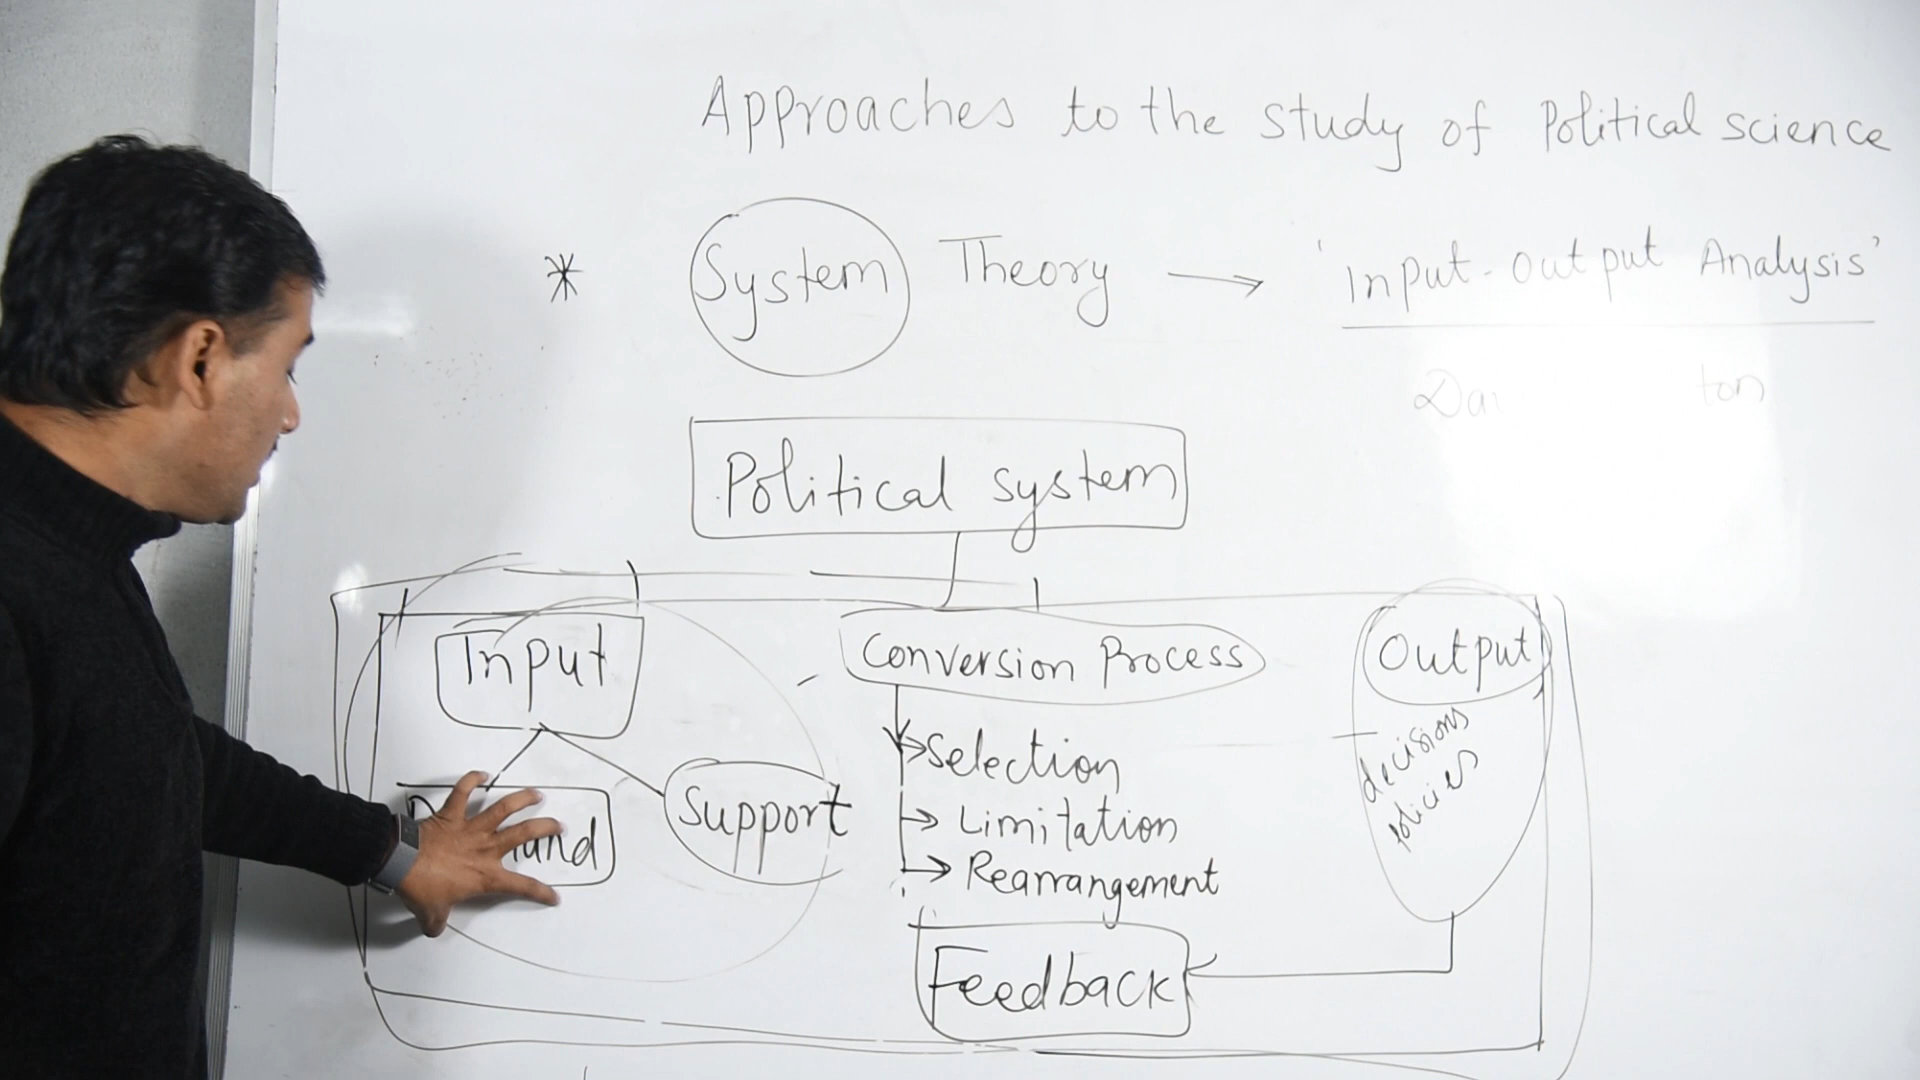 Approaches to the study of Political science
* System Theory → 'Input-Output Analysis'
Political system
Input
Support
Conversion Process
Selection
Limitation
Rearrangement
Feedback
Output
decisions
policies